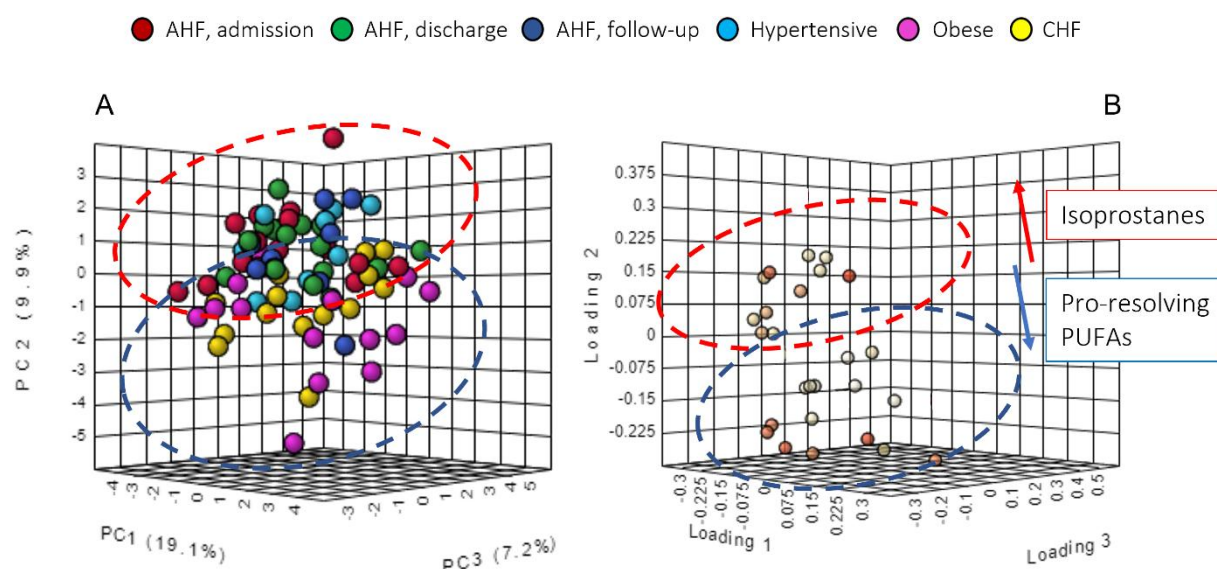 AHF, admission AHF, discharge AHF, follow-up Hypertensive Obese CHF
A
PC 2 (9.9%)
3
2
1
0
-1
-2
-3
-4
-5
-4 -3 -2 -1 0 1 2 3 4
PC1 (19.1%)
-3 -2 -1 0 1 2 3 4 5
PC3 (7.2%)
B
Loading 2
0.375
0.3
0.225
0.15
0.075
0
-0.075
-0.15
-0.225
-0.3 -0.225 -0.15 -0.075 0 0.075 0.15 0.225 0.3
Loading 1
-0.3 -0.2 -0.1 0 0.1 0.2 0.3 0.4 0.5
Loading 3
Isoprostanes
Pro-resolving
PUFAs